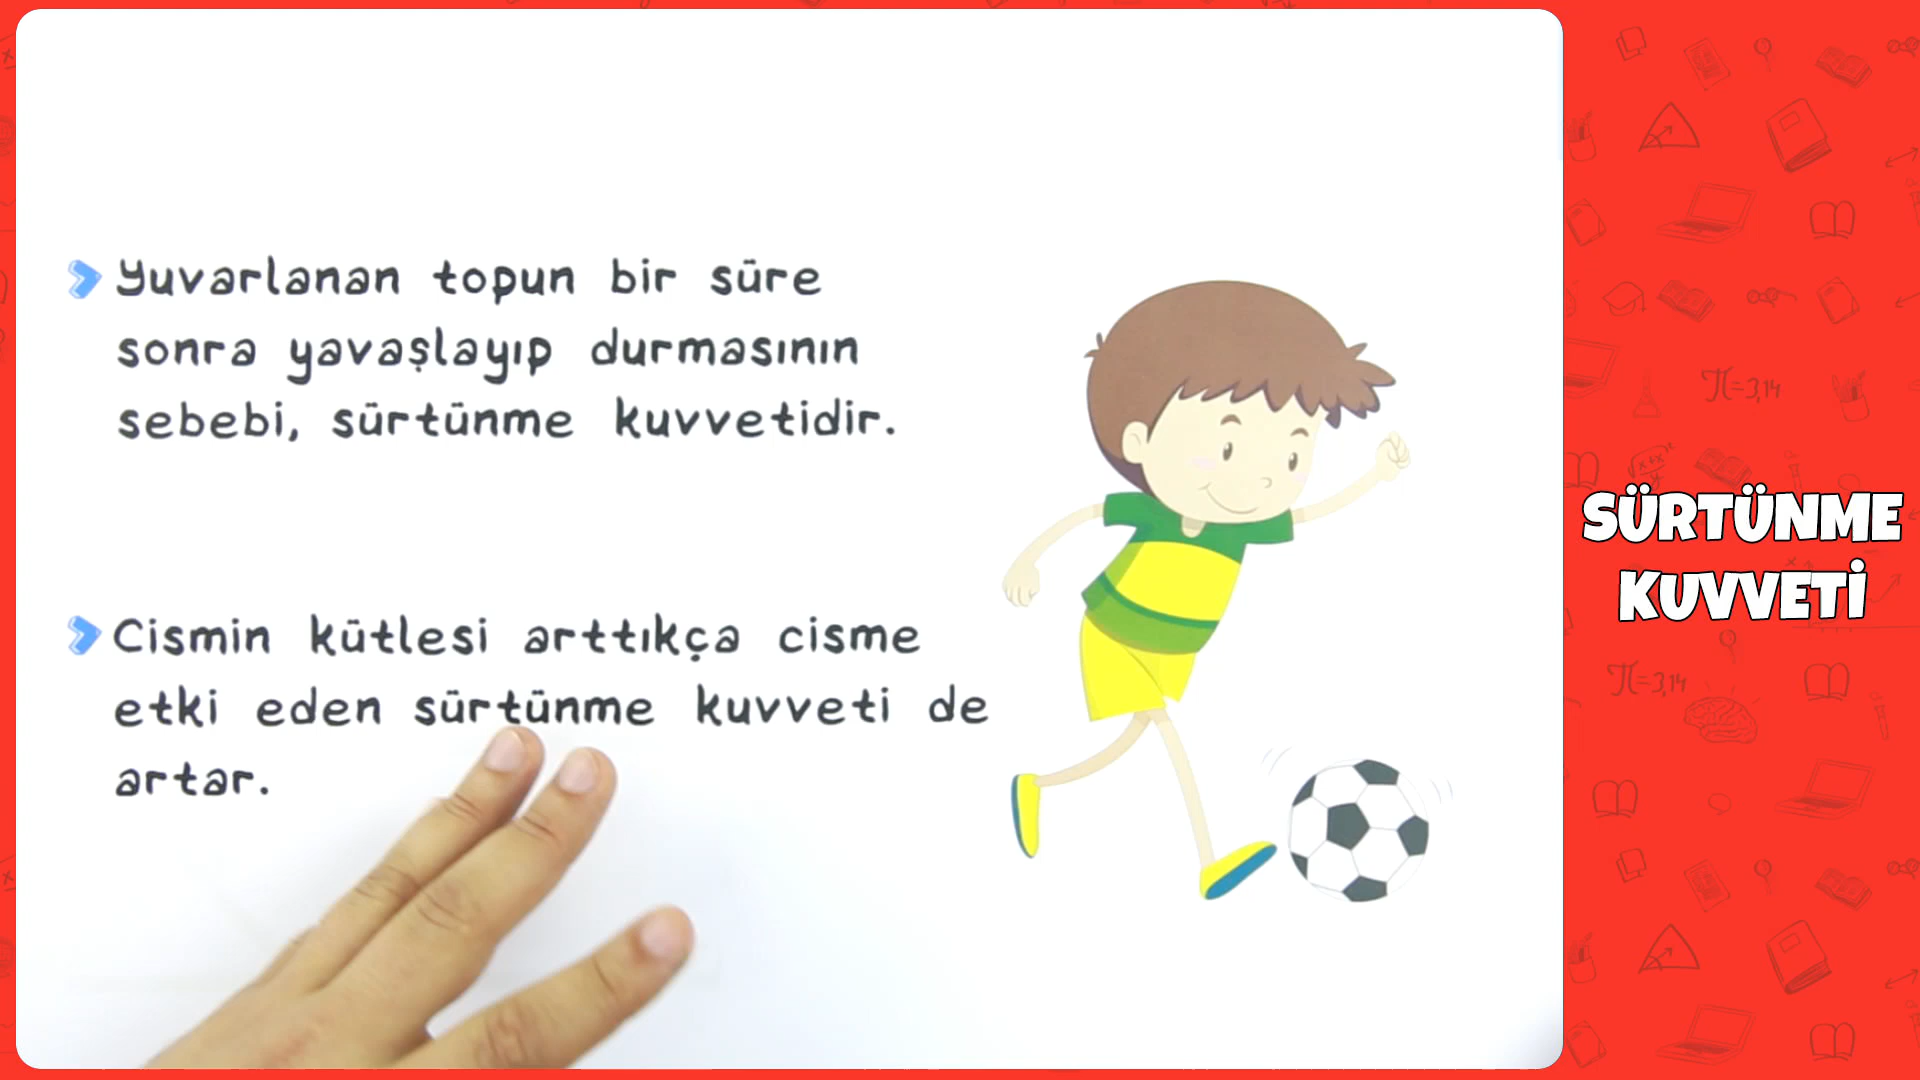 Yuvarlanan topun bir süre
sonra yavaşlayıp durmasının
sebebi, sürtünme kuvvetidir.
Cismin kütlesi arttıkça cisme
etki eden sürtünme kuvveti de
artar.
SÜRTÜNME
KUVVETİ